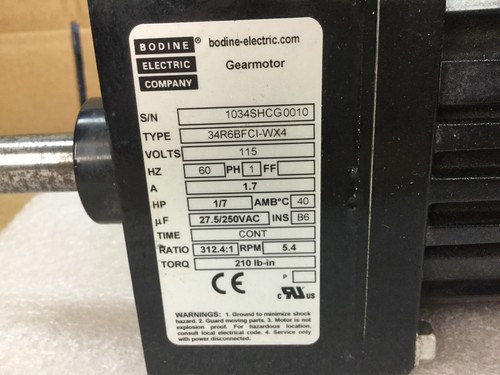 BODINE ® bodine-electric.com
ELECTRIC Gearmotor
COMPANY
S/N 1034SHCG0010
TYPE 34R6BFCI-WX4
VOLTS 115
HZ 60 PH 1 FF
A 1.7
HP 1/7 AMB°C 40
µF 27.5/250VAC INS B6
TIME CONT
RATIO 312.4:1 RPM 5.4
TORQ 210 lb-in
P
CE c RU US
WARNINGS: 1. Ground to minimize shock
hazard. 2. Guard moving parts. 3. Motor is not
explosion proof. For hazardous location,
consult local electrical code. 4. Service only
with power disconnected.